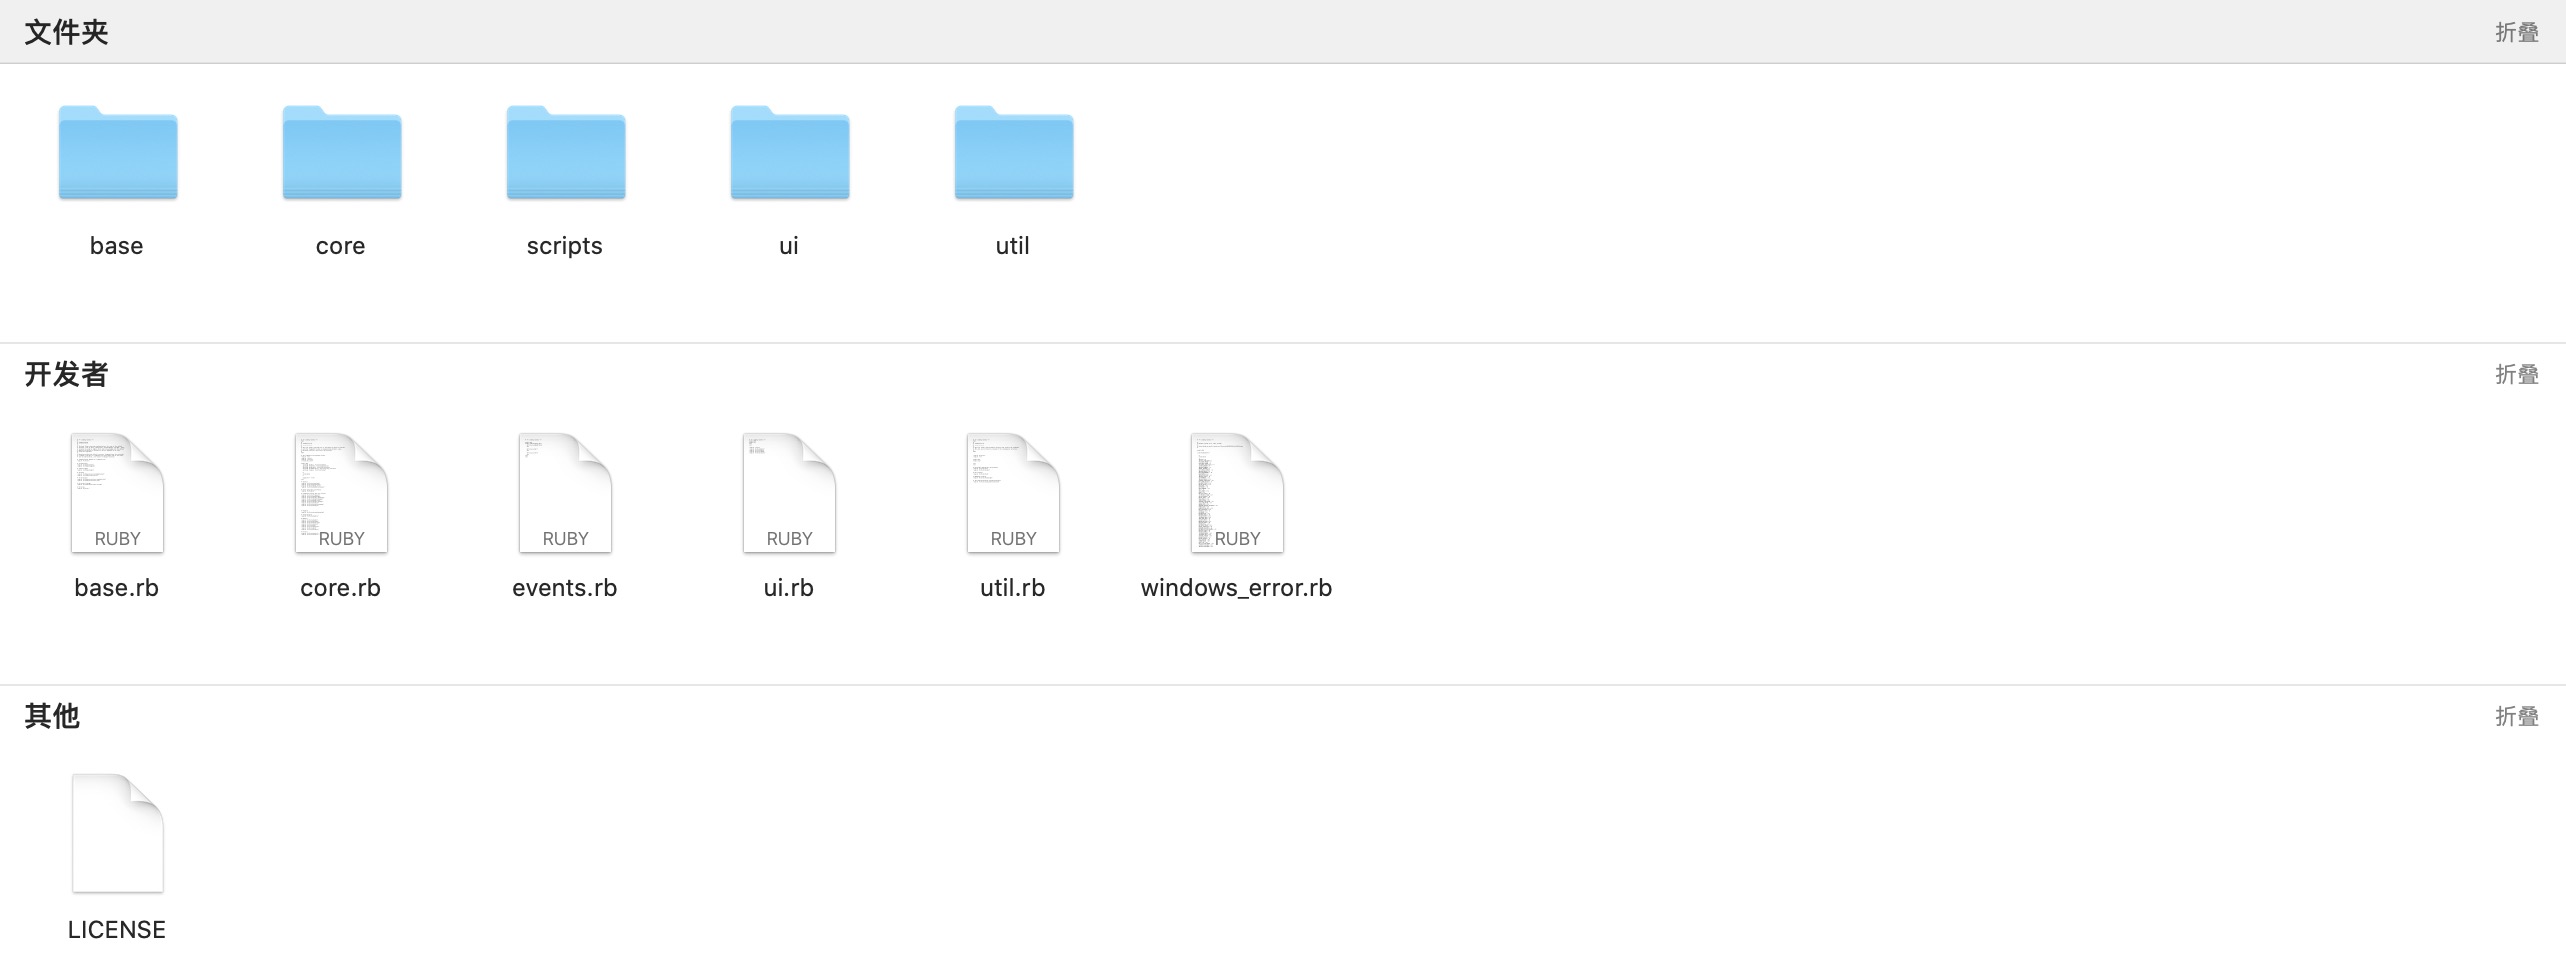 文件夹 折叠
base core scripts ui util
开发者 折叠
RUBY RUBY RUBY RUBY RUBY RUBY
base.rb core.rb events.rb ui.rb util.rb windows_error.rb
其他 折叠
LICENSE